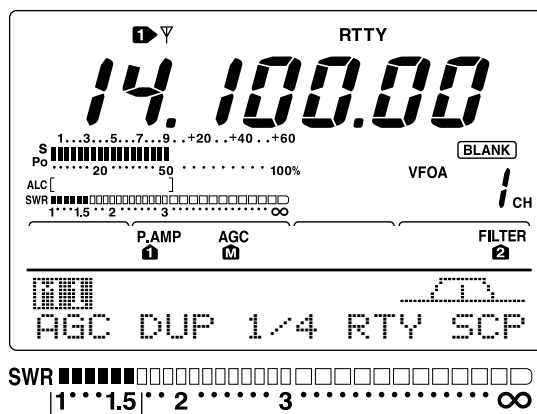 1 RTTY
14.100.00
1...3...5...7...9..+20..+40..+60
S
Po
20 50 100%
BLANK
VFOA
1 CH
ALC
SWR
1•••1.5••2•••••••3•••••••••••∞
P.AMP AGC FILTER
1 M 2
M1
AGC DUP 1/4 RTY SCP
SWR
1•••1.5••2••••••••3••••••••••••••∞